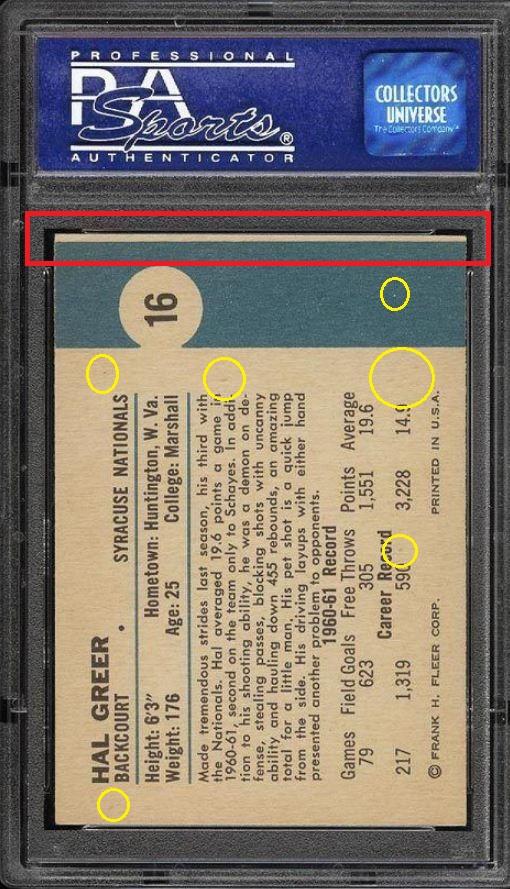 PROFESSIONAL
PSA
Sports®
AUTHENTICATOR
COLLECTORS
UNIVERSE
The Collectors Company™
16
HAL GREER
BACKCOURT SYRACUSE NATIONALS
Height: 6'3" Hometown: Huntington, W. Va.
Weight: 176 Age: 25 College: Marshall
Made tremendous strides last season, his third with
the Nationals. Hal averaged 19.6 points a game in
1960-61, second on the team only to Schayes. In addi-
tion to his shooting ability, he was a demon on de-
fense, stealing passes, blocking shots with uncanny
ability and hauling down 455 rebounds, an amazing
total for a little man. His pet shot is a quick jump
from the side. His driving layups with either hand
presented another problem to opponents.
1960-61 Record
Games Field Goals Free Throws Points Average
79 623 305 1,551 19.6
Career Record
217 1,319 3,228 14.9
© FRANK H. FLEER CORP. PRINTED IN U.S.A.